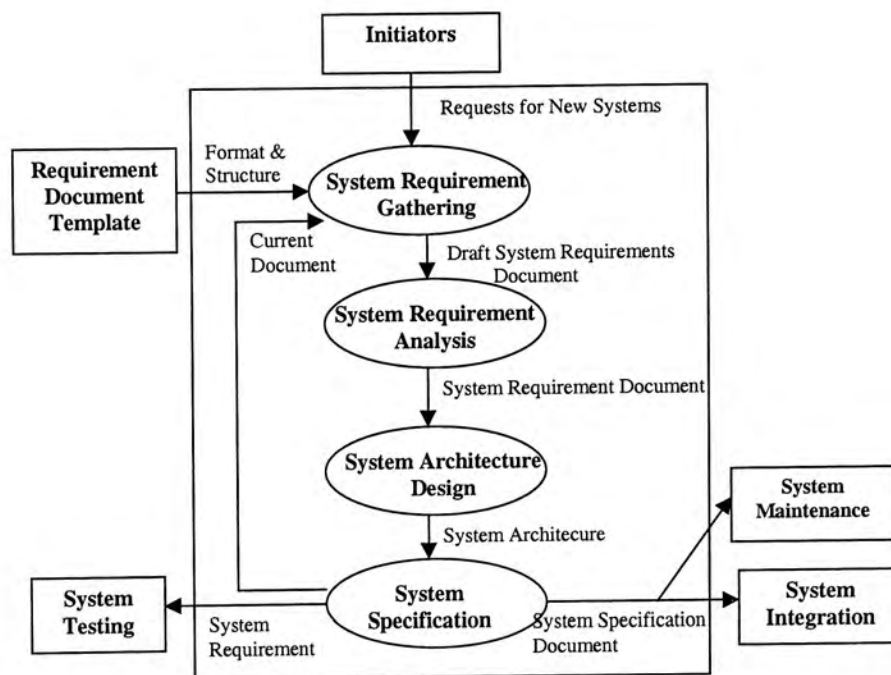 Initiators
Requests for New Systems
Format &
Structure
Requirement
Document
Template
System Requirement
Gathering
Current
Document
Draft System Requirements
Document
System Requirement
Analysis
System Requirement Document
System Architecture
Design
System Architecure
System
Maintenance
System
Testing
System
Requirement
System
Specification
System Specification
Document
System
Integration